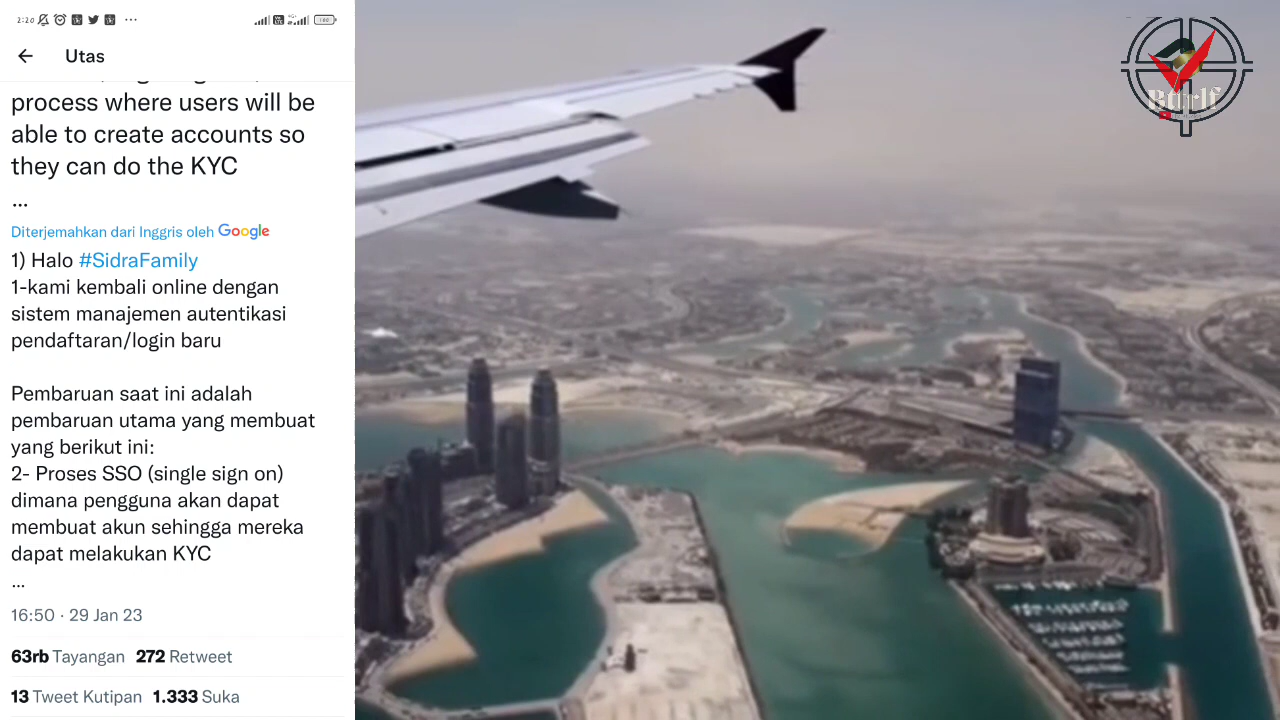 2:20
Utas
process where users will be
able to create accounts so
they can do the KYC
...
Diterjemahkan dari Inggris oleh Google
1) Halo #SidraFamily
1-kami kembali online dengan
sistem manajemen autentikasi
pendaftaran/login baru
Pembaruan saat ini adalah
pembaruan utama yang membuat
yang berikut ini:
2- Proses SSO (single sign on)
dimana pengguna akan dapat
membuat akun sehingga mereka
dapat melakukan KYC
...
16:50 · 29 Jan 23
63rb Tayangan 272 Retweet
13 Tweet Kutipan 1.333 Suka